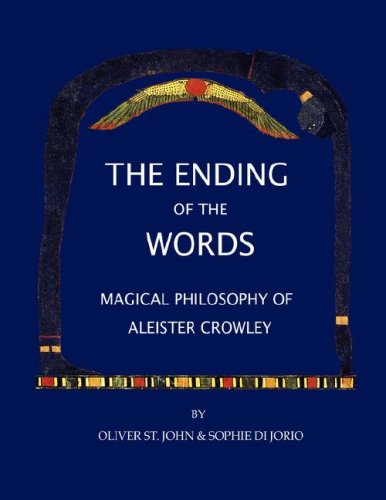 THE ENDING
OF THE
WORDS
MAGICAL PHILOSOPHY OF
ALEISTER CROWLEY
BY
OLIVER ST. JOHN & SOPHIE DI JORIO